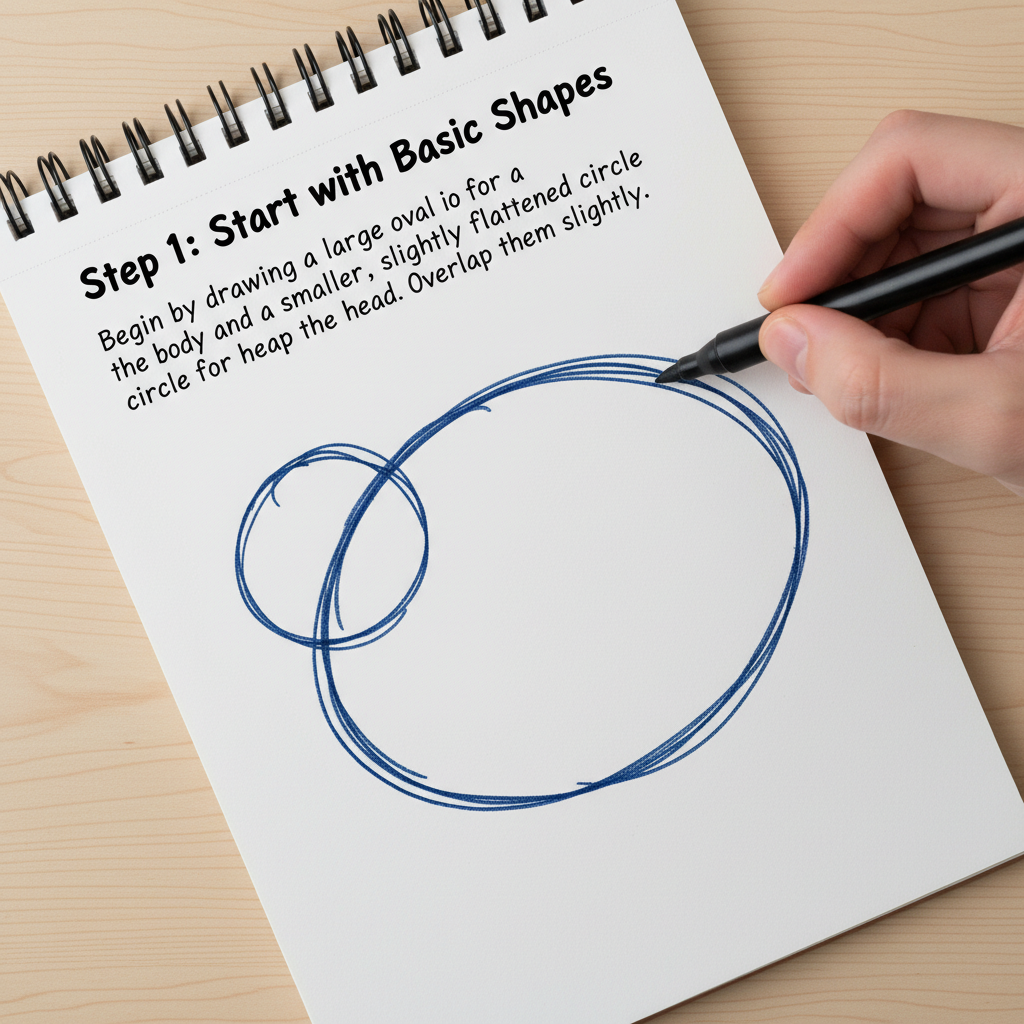 Step 1: Start with Basic Shapes
Begin by drawing a large oval io for a
the body and a smaller, slightly flattened circle
circle for heap the head. Overlap them slightly.